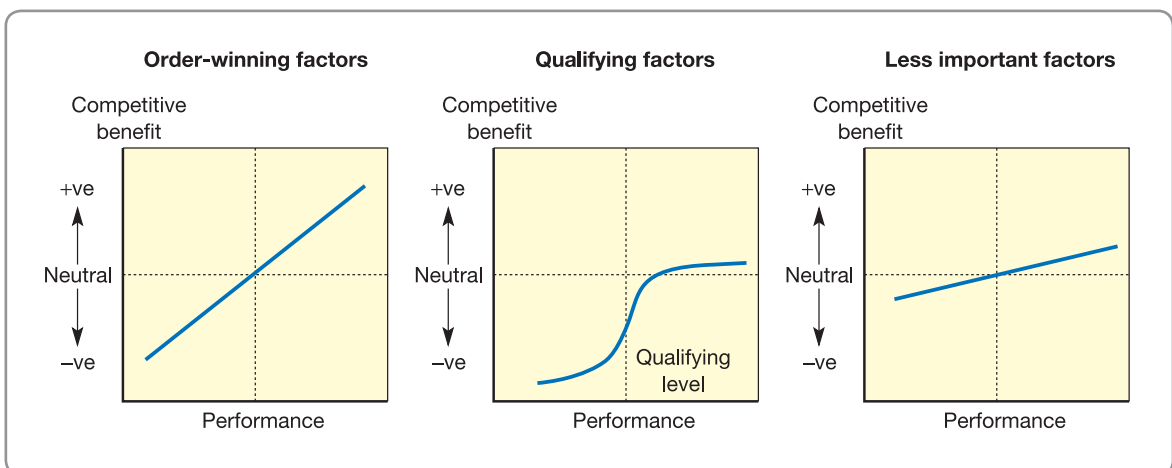 Order-winning factors
Competitive
benefit
+ve
Neutral
–ve
Performance
Qualifying factors
Competitive
benefit
+ve
Neutral
–ve
Qualifying
level
Performance
Less important factors
Competitive
benefit
+ve
Neutral
–ve
Performance